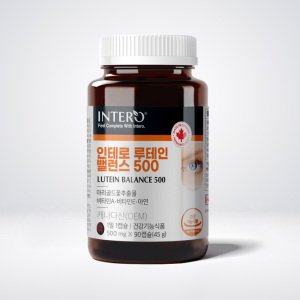 INTERO
Feel Complete With Intero.
인테로 루테인
밸런스 500
LUTEIN BALANCE 500
마리골드꽃추출물
비타민A·비타민E·아연
캐나다산(OEM)
1일 1캡슐 | 건강기능식품
500 mg X 90캡슐(45 g)